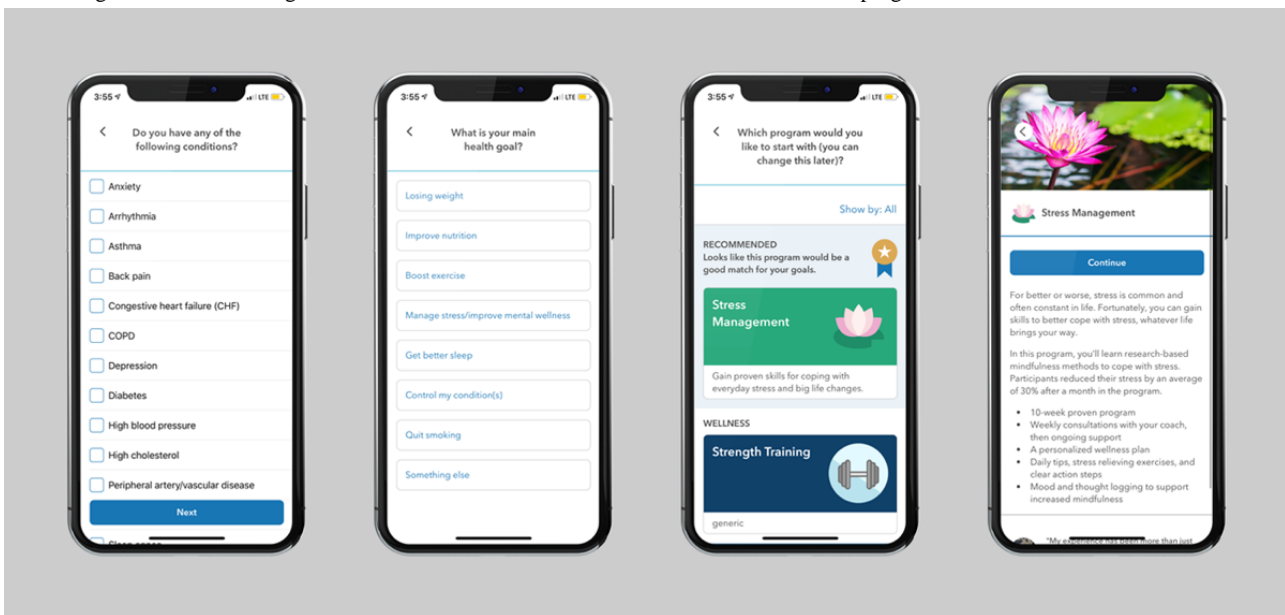 3:55
LTE
Do you have any of the
following conditions?
Anxiety
Arrhythmia
Asthma
Back pain
Congestive heart failure (CHF)
COPD
Depression
Diabetes
High blood pressure
High cholesterol
Peripheral artery/vascular disease
Next
3:55
LTE
What is your main
health goal?
Losing weight
Improve nutrition
Boost exercise
Manage stress/improve mental wellness
Get better sleep
Control my condition(s)
Quit smoking
Something else
3:55
LTE
Which program would you
like to start with (you can
change this later)?
Show by: All
RECOMMENDED
Looks like this program would be a
good match for your goals.
Stress
Management
Gain proven skills for coping with
everyday stress and big life changes.
WELLNESS
Strength Training
generic
Stress Management
Continue
For better or worse, stress is common and
often constant in life. Fortunately, you can gain
skills to better cope with stress, whatever life
brings your way.
In this program, you'll learn research-based
mindfulness methods to cope with stress.
Participants reduced their stress by an average
of 30% after a month in the program.
• 10-week proven program
• Weekly consultations with your coach,
then ongoing support
• A personalized wellness plan
• Daily tips, stress relieving exercises, and
clear action steps
• Mood and thought logging to support
increased mindfulness
"My experience has been more than just